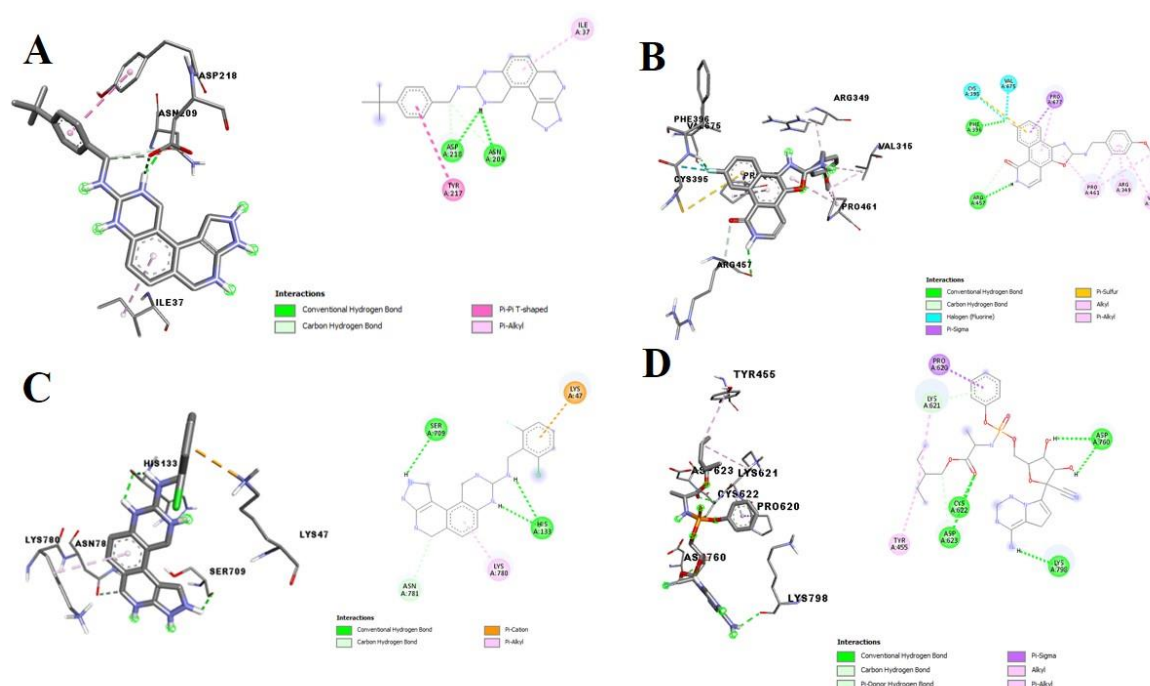 A
ASP218
ASN209
ILE37
ILE
A:37
ASP
A:218
ASN
A:209
TYR
A:217
Interactions
Conventional Hydrogen Bond
Carbon Hydrogen Bond
Pi-Pi T-shaped
Pi-Alkyl
B
PHE396
CYS395
ARG349
VAL315
PRO461
ARG457
CYS
A:395
VAL
A:675
PRO
A:677
PHE
A:396
ARG
A:457
PRO
A:461
ARG
A:349
Interactions
Conventional Hydrogen Bond
Carbon Hydrogen Bond
Halogen (Fluorine)
Pi-Sigma
Pi-Sulfur
Alkyl
Pi-Alkyl
C
HIS133
LYS780
ASN78
LYS47
SER709
LYS
A:47
SER
A:709
HIS
A:133
LYS
A:780
ASN
A:781
Interactions
Conventional Hydrogen Bond
Carbon Hydrogen Bond
Pi-Cation
Pi-Alkyl
D
TYR455
LYS621
CYS622
PRO620
LYS798
PRO
A:620
LYS
A:621
ASP
A:760
CYS
A:622
ASP
A:623
TYR
A:455
LYS
A:798
Interactions
Conventional Hydrogen Bond
Carbon Hydrogen Bond
Pi-Donor Hydrogen Bond
Pi-Sigma
Alkyl
Pi-Alkyl